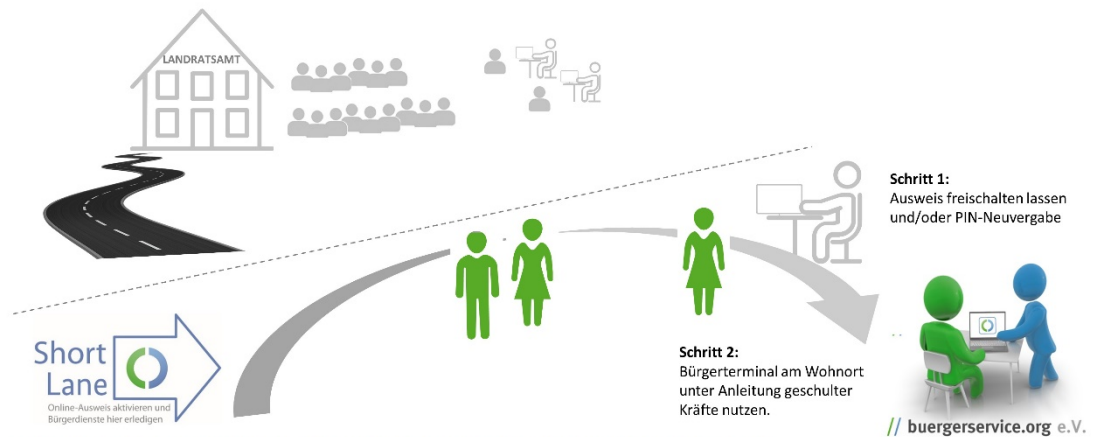 LANDRATSAMT
Schritt 1:
Ausweis freischalten lassen
und/oder PIN-Neuvergabe
Short
Lane
Online-Ausweis aktivieren und
Bürgerdienste hier erledigen
Schritt 2:
Bürgerterminal am Wohnort
unter Anleitung geschulter
Kräfte nutzen.
// buergerservice.org e.V.